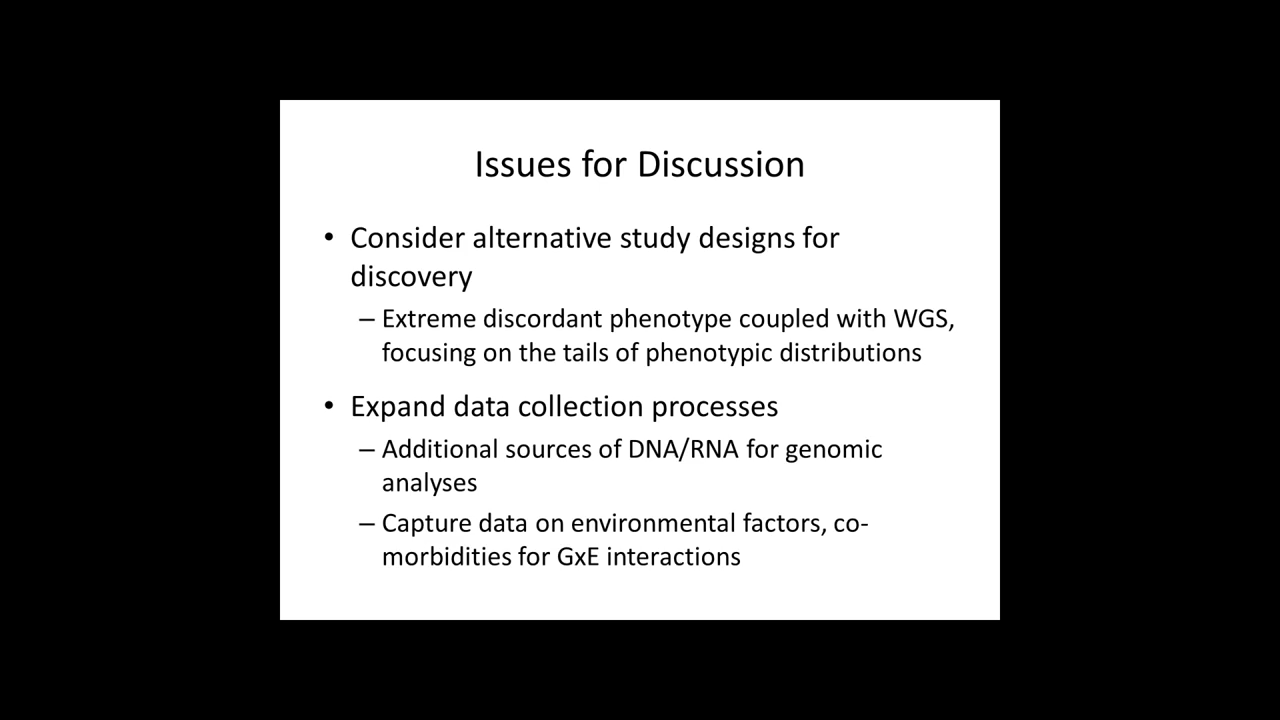 Issues for Discussion
• Consider alternative study designs for
discovery
– Extreme discordant phenotype coupled with WGS,
focusing on the tails of phenotypic distributions
• Expand data collection processes
– Additional sources of DNA/RNA for genomic
analyses
– Capture data on environmental factors, co-
morbidities for GxE interactions